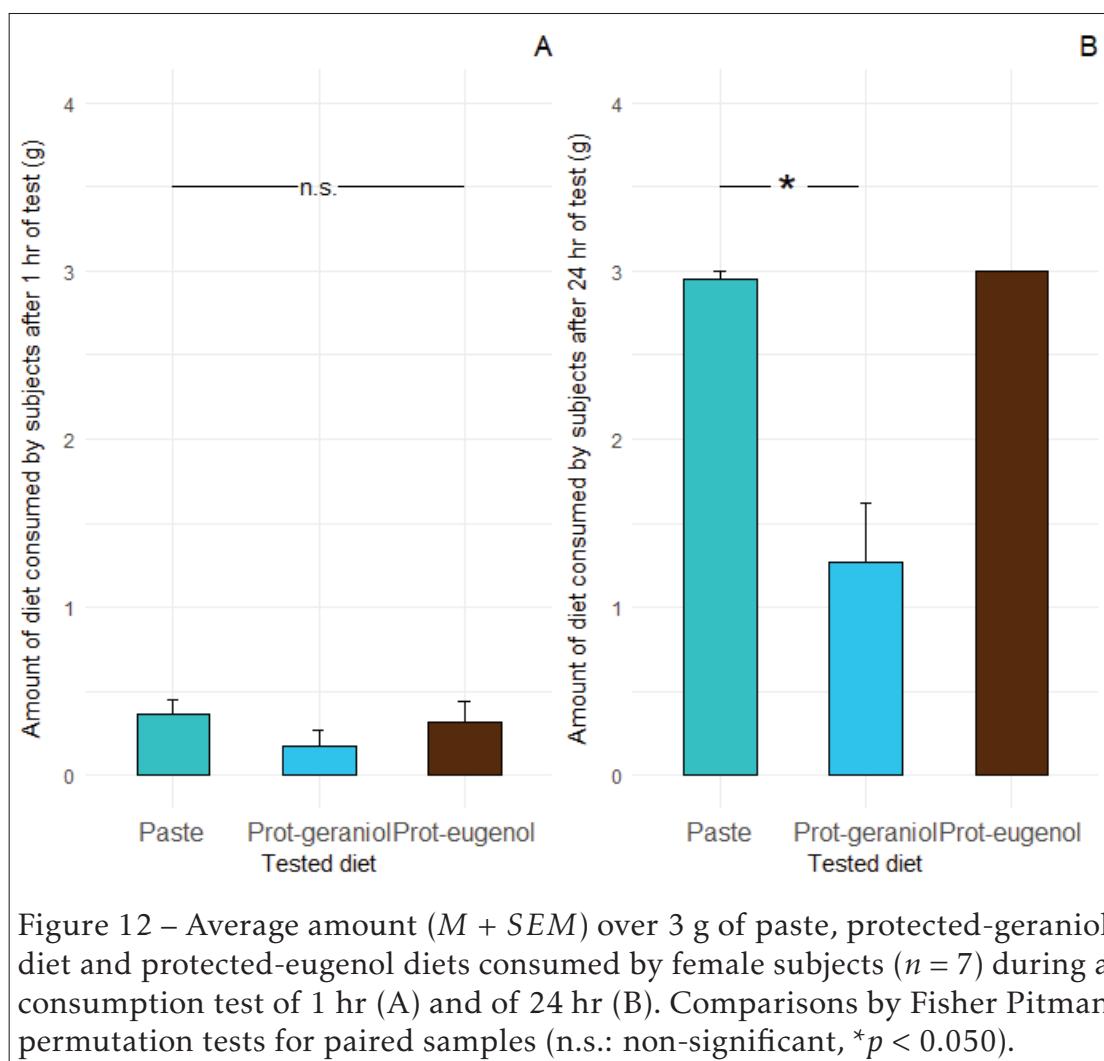 A
Amount of diet consumed by subjects after 1 hr of test (g)
4
3
2
1
0
n.s.
Paste
Prot-geraniol
Prot-eugenol
Tested diet
B
Amount of diet consumed by subjects after 24 hr of test (g)
4
3
2
1
0
*
Paste
Prot-geraniol
Prot-eugenol
Tested diet
Figure 12 – Average amount (M + SEM) over 3 g of paste, protected-geraniol
diet and protected-eugenol diets consumed by female subjects (n = 7) during a
consumption test of 1 hr (A) and of 24 hr (B). Comparisons by Fisher Pitman
permutation tests for paired samples (n.s.: non-significant, *p < 0.050).